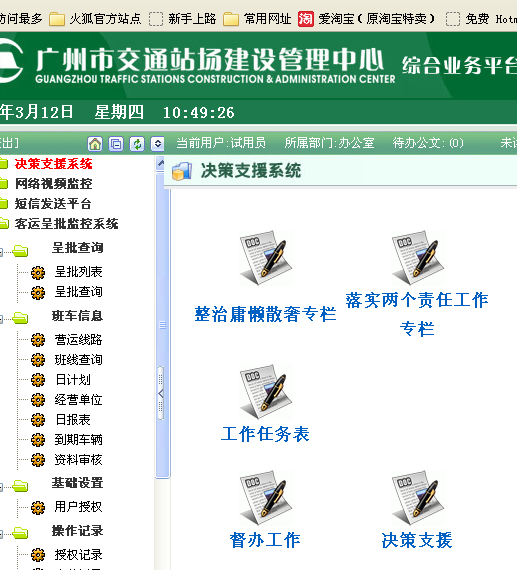 访问最多 火狐官方站点 新手上路 常用网址 淘 爱淘宝（原淘宝特卖） 免费 Hotm
广州市交通站场建设管理中心 综合业务平台
GUANGZHOU TRAFFIC STATIONS CONSTRUCTION & ADMINISTRATION CENTER
年3月12日 星期四 10:49:26
出] 当前用户:试用员 所属部门:办公室 待办公文:(0) 未
决策支援系统
网络视频监控
短信发送平台
客运呈批监控系统
呈批查询
呈批列表
呈批查询
班车信息
营运线路
班线查询
日计划
经营单位
日报表
到期车辆
资料审核
基础设置
用户授权
操作记录
授权记录
决策支援系统
DOC
整治庸懒散奢专栏
DOC
落实两个责任工作
专栏
DOC
工作任务表
DOC
督办工作
DOC
决策支援